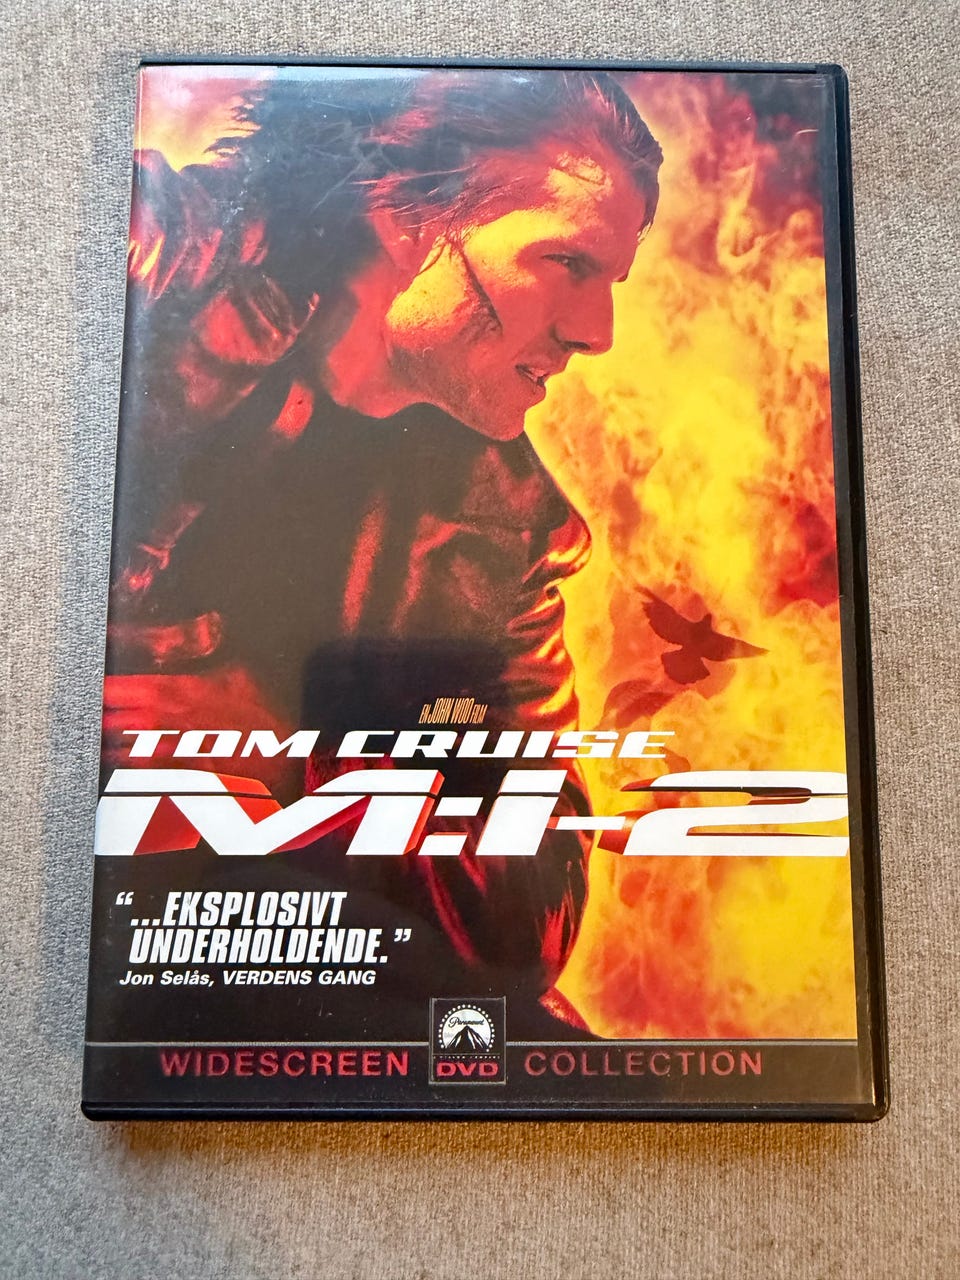 EN JOHN WOO FILM
TOM CRUISE
M:I-2
“...EKSPLOSIVT
UNDERHOLDENDE.”
Jon Selås, VERDENS GANG
Paramount
WIDESCREEN DVD COLLECTION